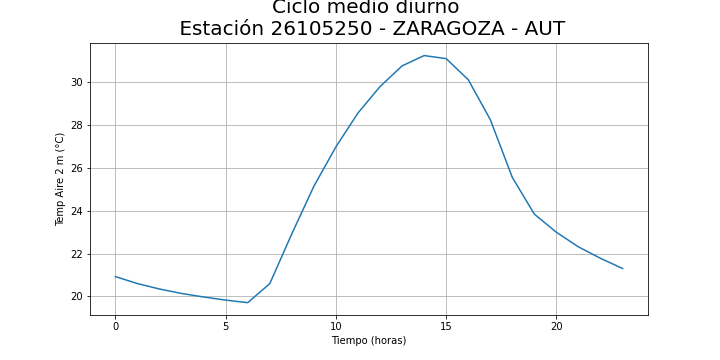 Ciclo medio diurno
Estación 26105250 - ZARAGOZA - AUT
Temp Aire 2 m (°C)
30
28
26
24
22
20
0
5
10
15
20
Tiempo (horas)